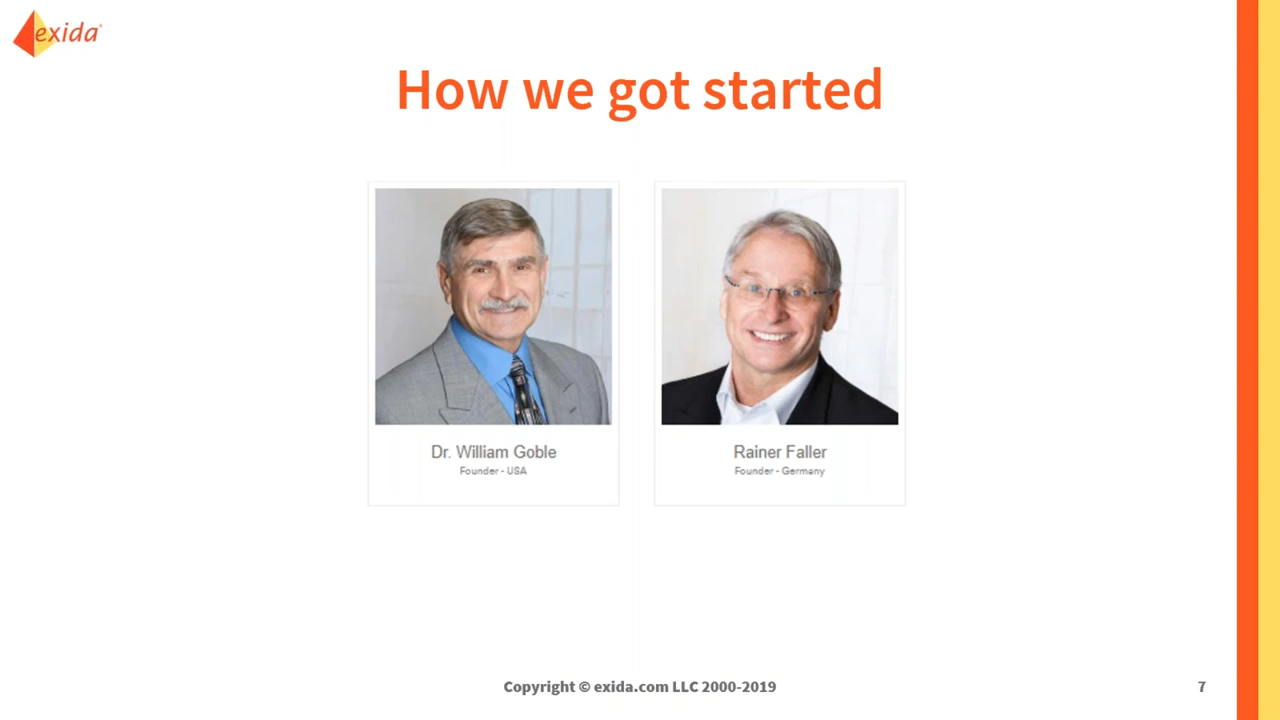 exida®
How we got started
Dr. William Goble
Founder - USA
Rainer Faller
Founder - Germany
Copyright © exida.com LLC 2000-2019
7